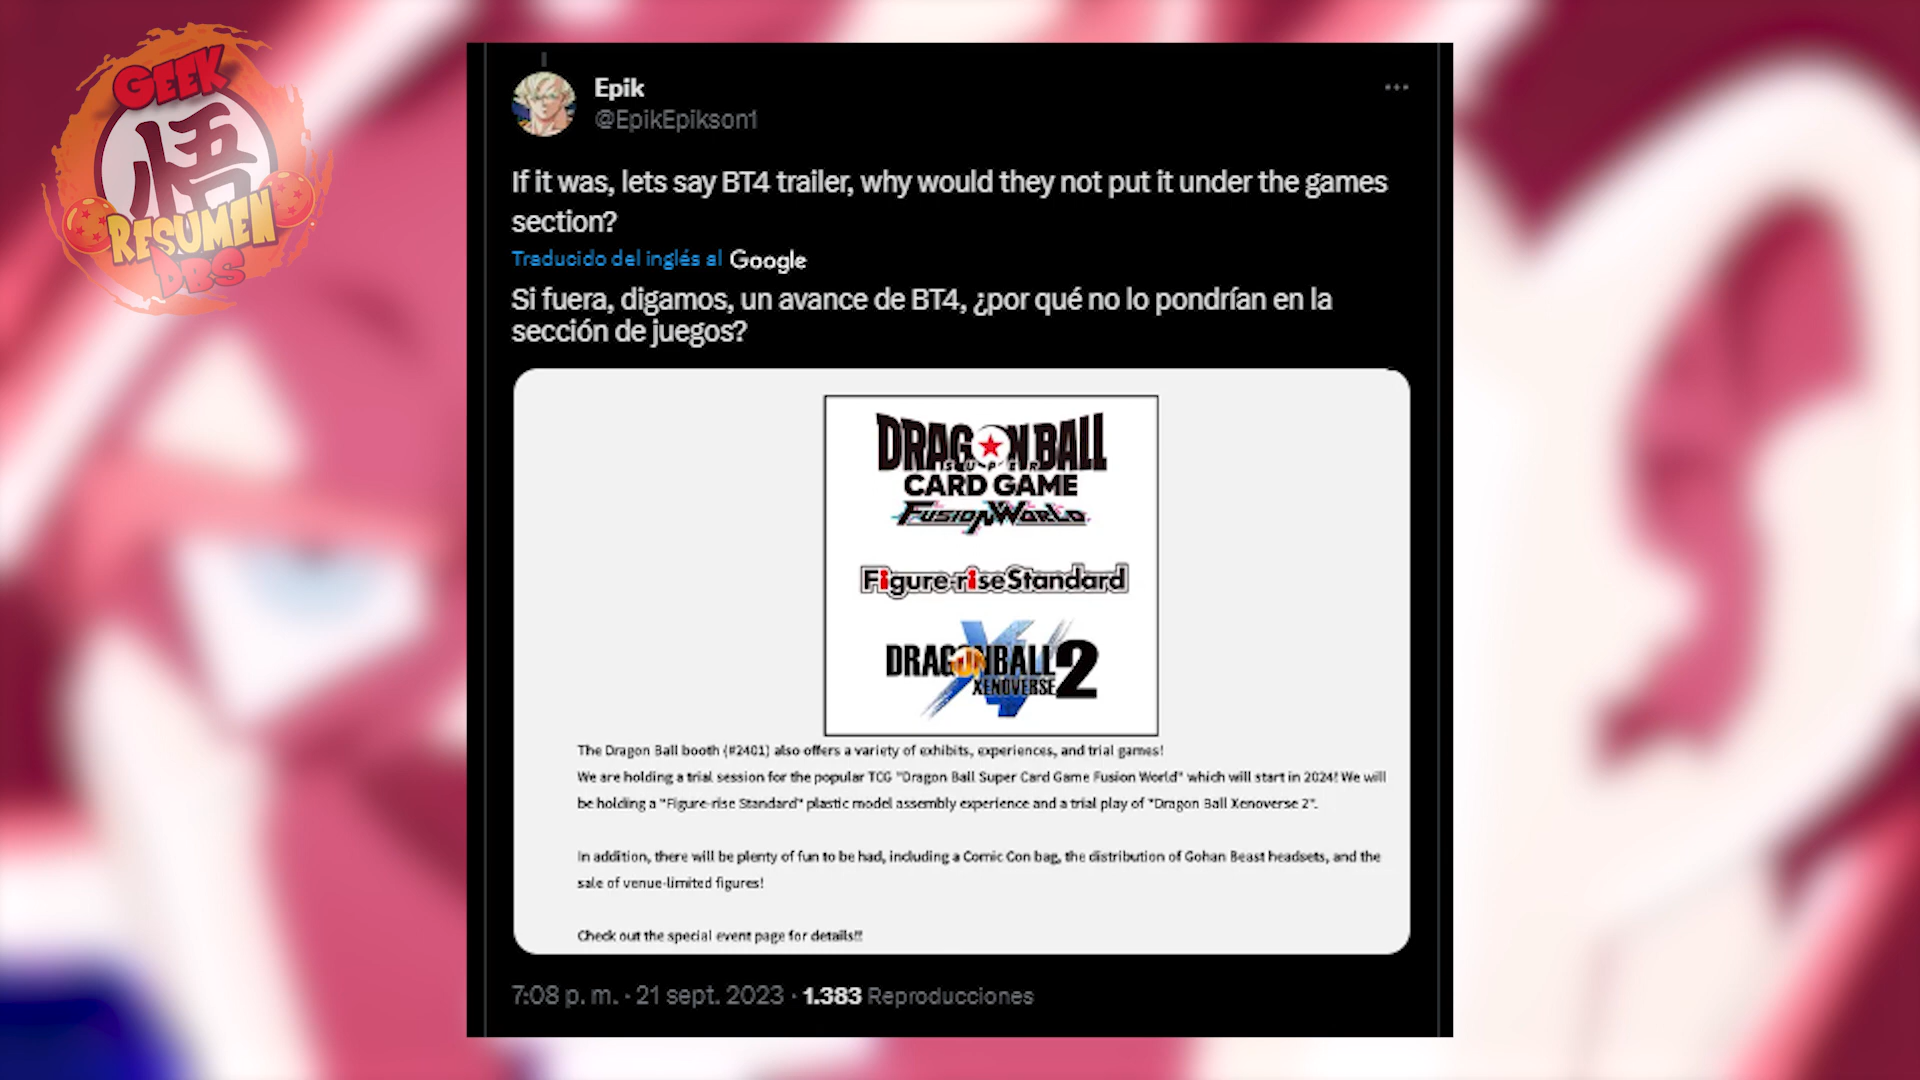 GEEK
悟
RESUMEN
DBS
Epik
@EpikEpikson1
If it was, lets say BT4 trailer, why would they not put it under the games
section?
Traducido del inglés al Google
Si fuera, digamos, un avance de BT4, ¿por qué no lo pondrían en la
sección de juegos?
DRAGON BALL
SUPER
CARD GAME
FUSION WORLD
Figure-riseStandard
DRAGONBALL
XENOVERSE 2
The Dragon Ball booth (#2401) also offers a variety of exhibits, experiences, and trial games!
We are holding a trial session for the popular TCG "Dragon Ball Super Card Game Fusion World" which will start in 2024! We will
be holding a "Figure-rise Standard" plastic model assembly experience and a trial play of "Dragon Ball Xenoverse 2".
In addition, there will be plenty of fun to be had, including a Comic Con bag, the distribution of Gohan Beast headsets, and the
sale of venue-limited figures!
Check out the special event page for details!!
7:08 p. m. · 21 sept. 2023 · 1.383 Reproducciones